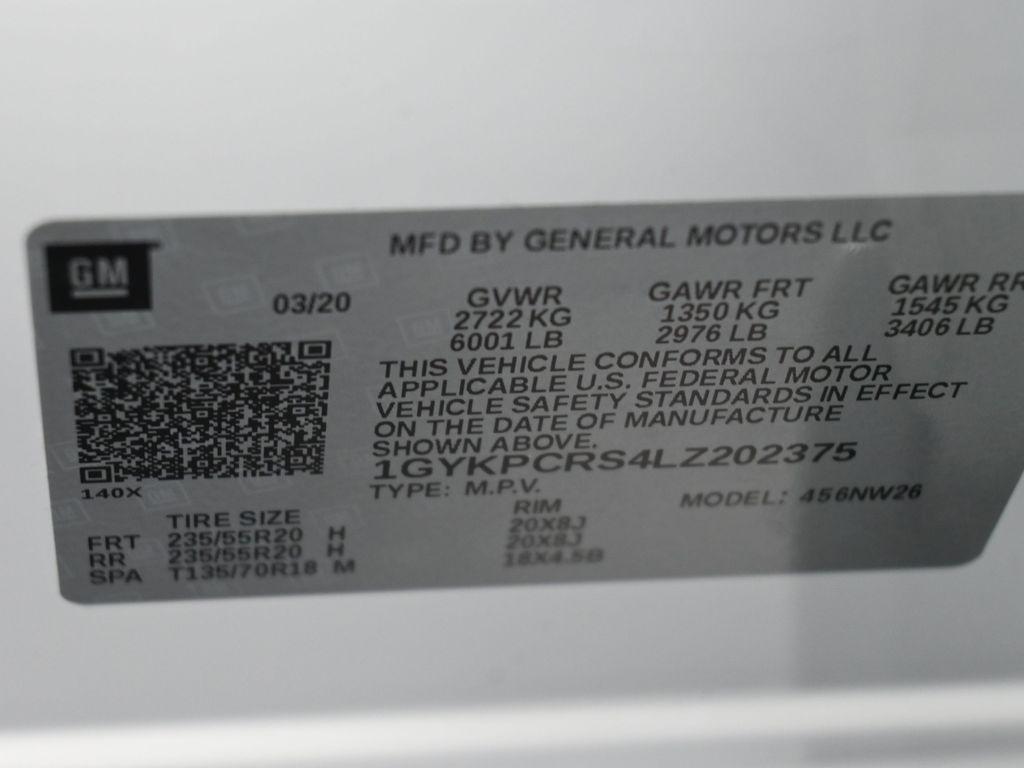 GM
MFD BY GENERAL MOTORS LLC
03/20
GVWR GAWR FRT GAWR RR
2722 KG 1350 KG 1545 KG
6001 LB 2976 LB 3406 LB
THIS VEHICLE CONFORMS TO ALL
APPLICABLE U.S. FEDERAL MOTOR
VEHICLE SAFETY STANDARDS IN EFFECT
ON THE DATE OF MANUFACTURE
SHOWN ABOVE.
1GYKPCRS4LZ202375
140X
TYPE: M.P.V. MODEL: 456NW26
TIRE SIZE RIM
FRT 235/55R20 H 20X8J
RR 235/55R20 H 20X8J
SPA T135/70R18 M 18X4.5B